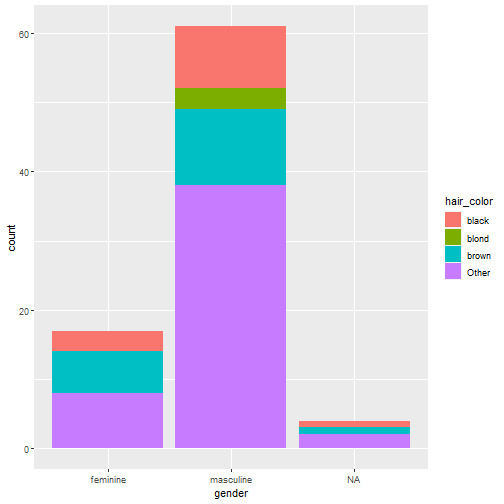 60
40
20
0
count
feminine
masculine
NA
gender
hair_color
black
blond
brown
Other